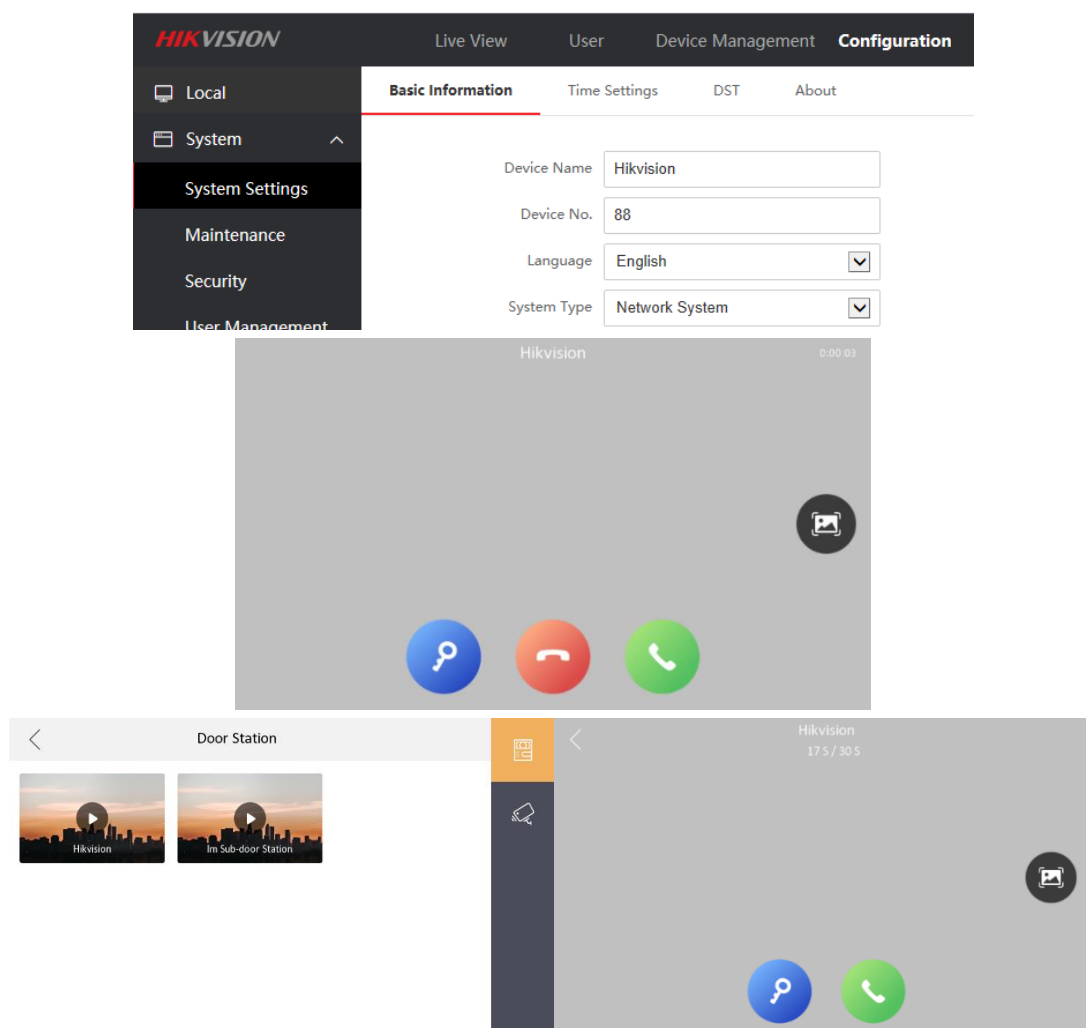 HIKVISION Live View User Device Management Configuration
Local
Basic Information Time Settings DST About
System
Device Name Hikvision
System Settings
Device No. 88
Maintenance
Language English
Security
System Type Network System
User Management
Hikvision 0:00:03
Door Station
Hikvision
17 S / 30 S
Hikvision
Im Sub-door Station